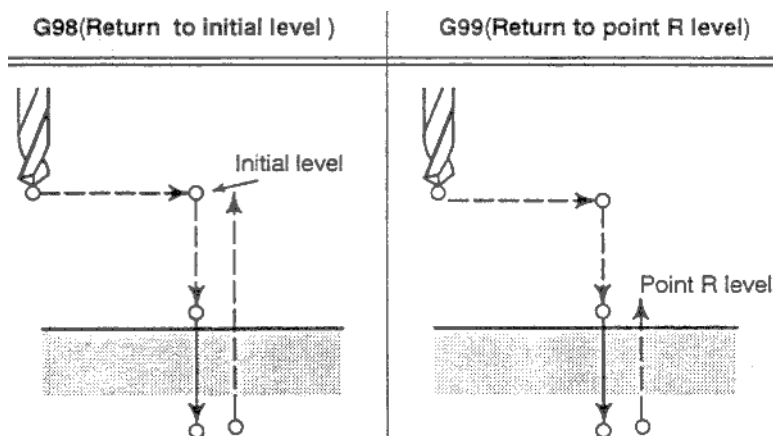 G98(Return to initial level )
G99(Return to point R level)
Initial level
Point R level